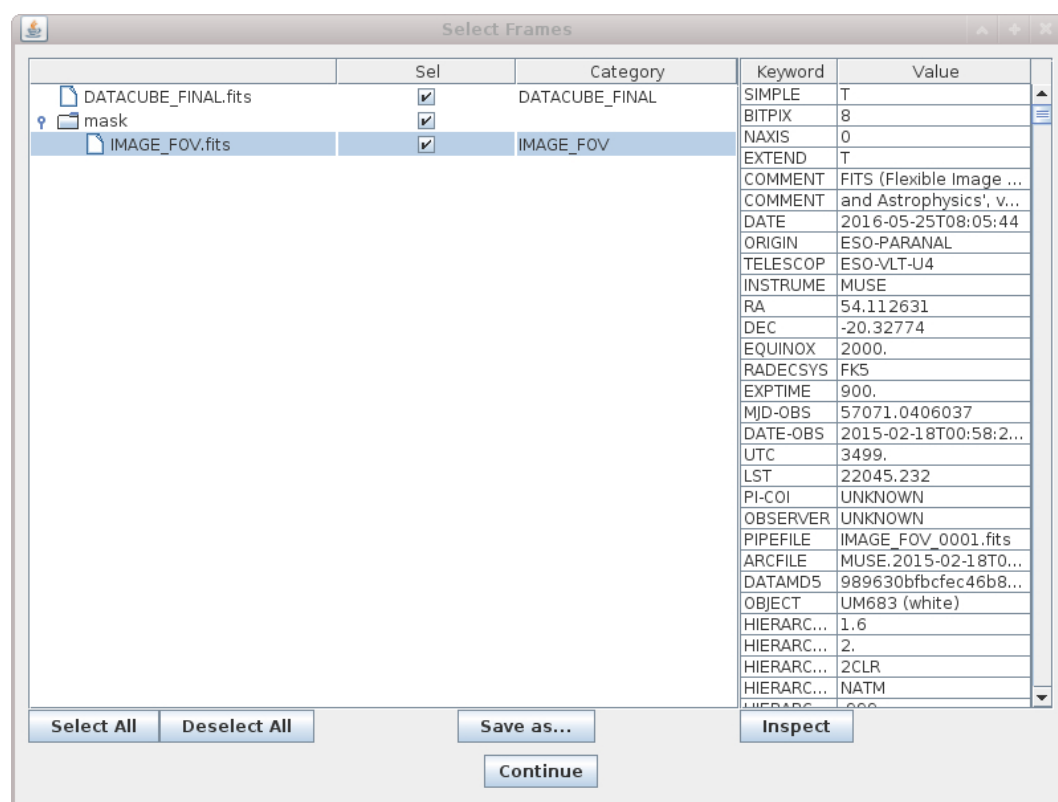 Select Frames
Sel Category Keyword Value
DATACUBE_FINAL.fits DATACUBE_FINAL SIMPLE T
mask BITPIX 8
NAXIS 0
IMAGE_FOV.fits IMAGE_FOV
EXTEND T
COMMENT FITS (Flexible Image ...
COMMENT and Astrophysics', v...
DATE 2016-05-25T08:05:44
ORIGIN ESO-PARANAL
TELESCOP ESO-VLT-U4
INSTRUME MUSE
RA 54.112631
DEC -20.32774
EQUINOX 2000.
RADECSYS FK5
EXPTIME 900.
MJD-OBS 57071.0406037
DATE-OBS 2015-02-18T00:58:2...
UTC 3499.
LST 22045.232
PI-COI UNKNOWN
OBSERVER UNKNOWN
PIPEFILE IMAGE_FOV_0001.fits
ARCFILE MUSE.2015-02-18T0...
DATAMD5 989630bfbcfec46b8...
OBJECT UM683 (white)
HIERARC... 1.6
HIERARC... 2.
HIERARC... 2CLR
HIERARC... NATM
Select All Deselect All Save as... Inspect
Continue